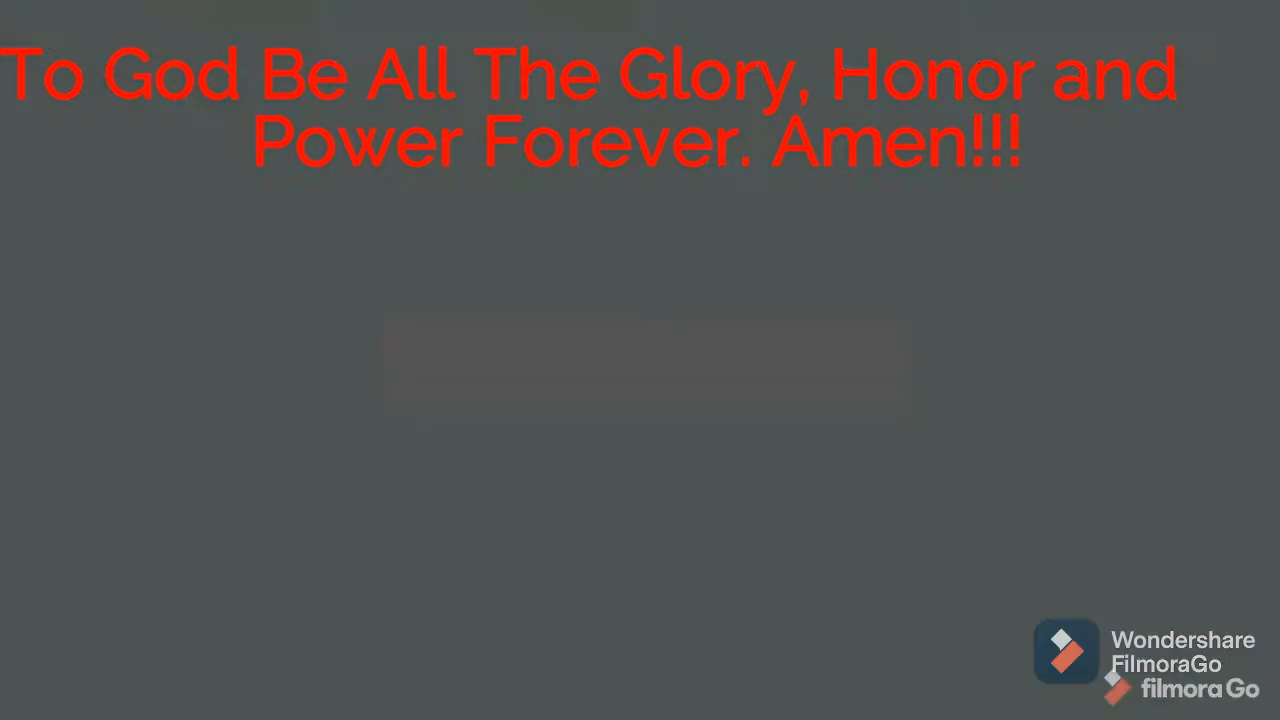 To God Be All The Glory, Honor and
Power Forever. Amen!!!
Wondershare
FilmoraGo
filmora Go